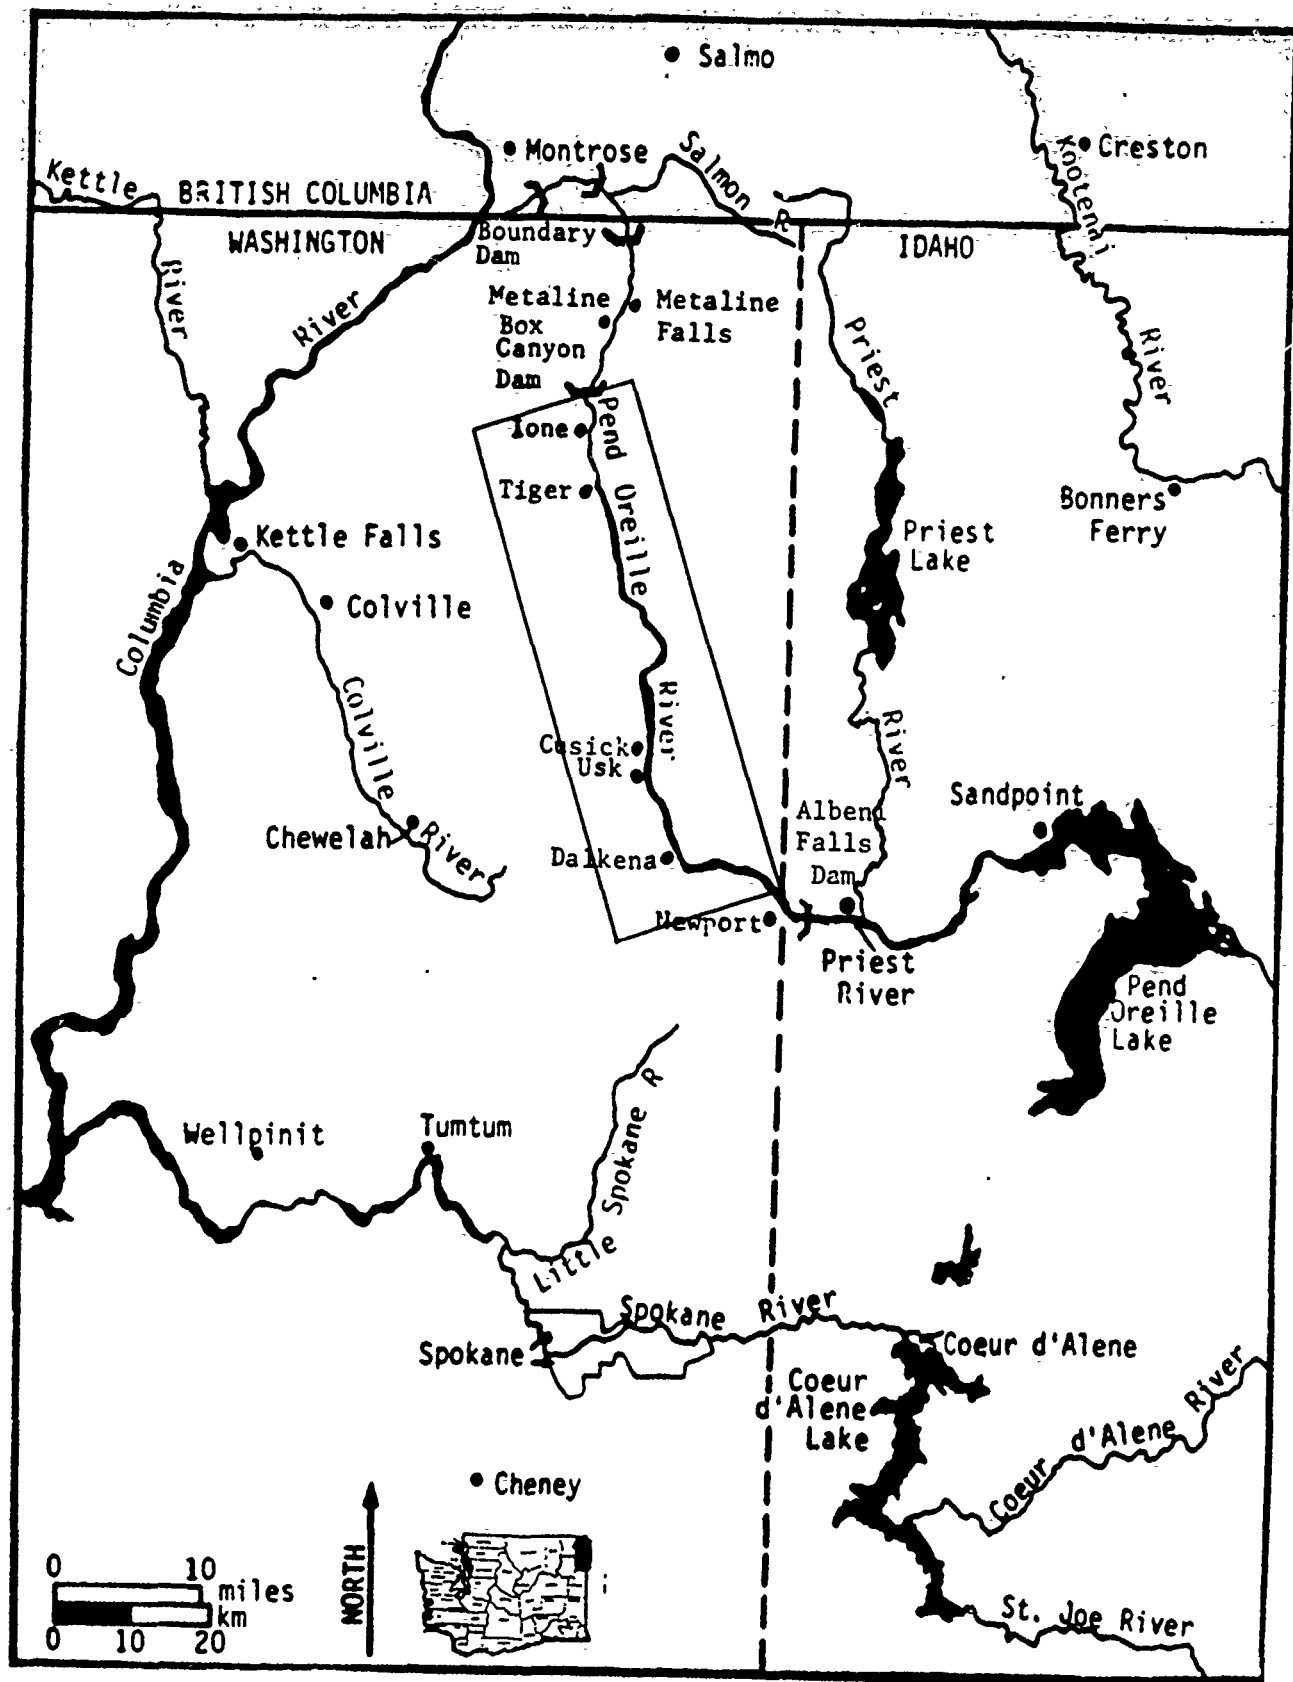 Salmo
Montrose
Creston
Kettle
River
BRITISH COLUMBIA
WASHINGTON
IDAHO
Salmon
R
Kootenai
River
Boundary
Dam
River
Metaline
Metaline
Falls
Box
Canyon
Dam
Priest
Ione
Pend
Oreille
Tiger
Bonners
Ferry
Priest
Lake
Kettle Falls
Columbia
Colville
Colville
River
River
River
Cusick
Usk
Sandpoint
Albeni
Falls
Dam
Chewelah
Dalkena
Newport
Priest
River
Pend
Oreille
Lake
Wellpinit
Tumtum
Little
Spokane
R
Spokane
River
Spokane
Coeur d'Alene
Coeur
d'Alene
Lake
Coeur
d'Alene
River
Cheney
NORTH
0 10
miles
km
0 10 20
St. Joe River